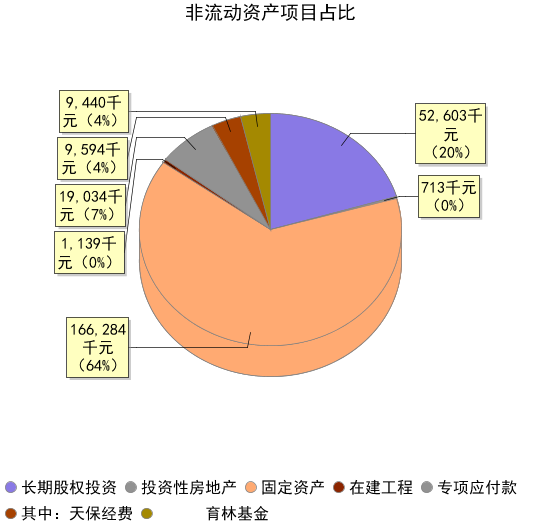 非流动资产项目占比
9,440千
元（4%）
9,594千
元（4%）
19,034千
元（7%）
1,139千
元（0%）
166,284
千元
（64%）
52,603千
元
（20%）
713千元
（0%）
长期股权投资 投资性房地产 固定资产 在建工程 专项应付款
其中：天保经费 育林基金